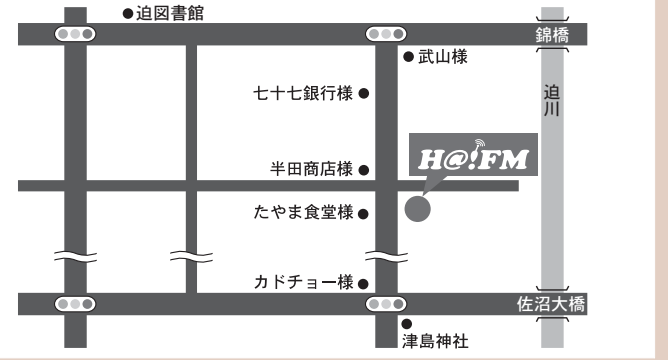 迫図書館
錦橋
武山様
七十七銀行様
迫川
H@!FM
半田商店様
たやま食堂様
カドチョー様
佐沼大橋
津島神社